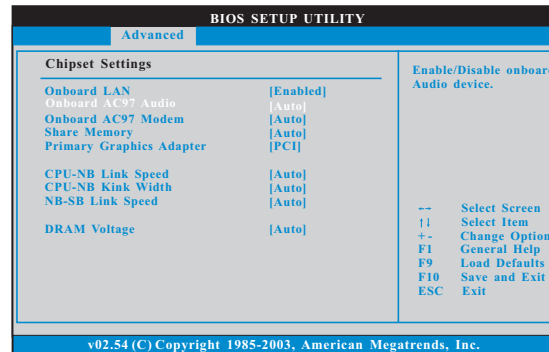 BIOS SETUP UTILITY
Advanced
Chipset Settings
Onboard LAN [Enabled]
Onboard AC97 Audio [Auto]
Onboard AC97 Modem [Auto]
Share Memory [Auto]
Primary Graphics Adapter [PCI]
CPU-NB Link Speed [Auto]
CPU-NB Kink Width [Auto]
NB-SB Link Speed [Auto]
DRAM Voltage [Auto]
Enable/Disable onboard
Audio device.
←→ Select Screen
↑↓ Select Item
+- Change Option
F1 General Help
F9 Load Defaults
F10 Save and Exit
ESC Exit
v02.54 (C) Copyright 1985-2003, American Megatrends, Inc.